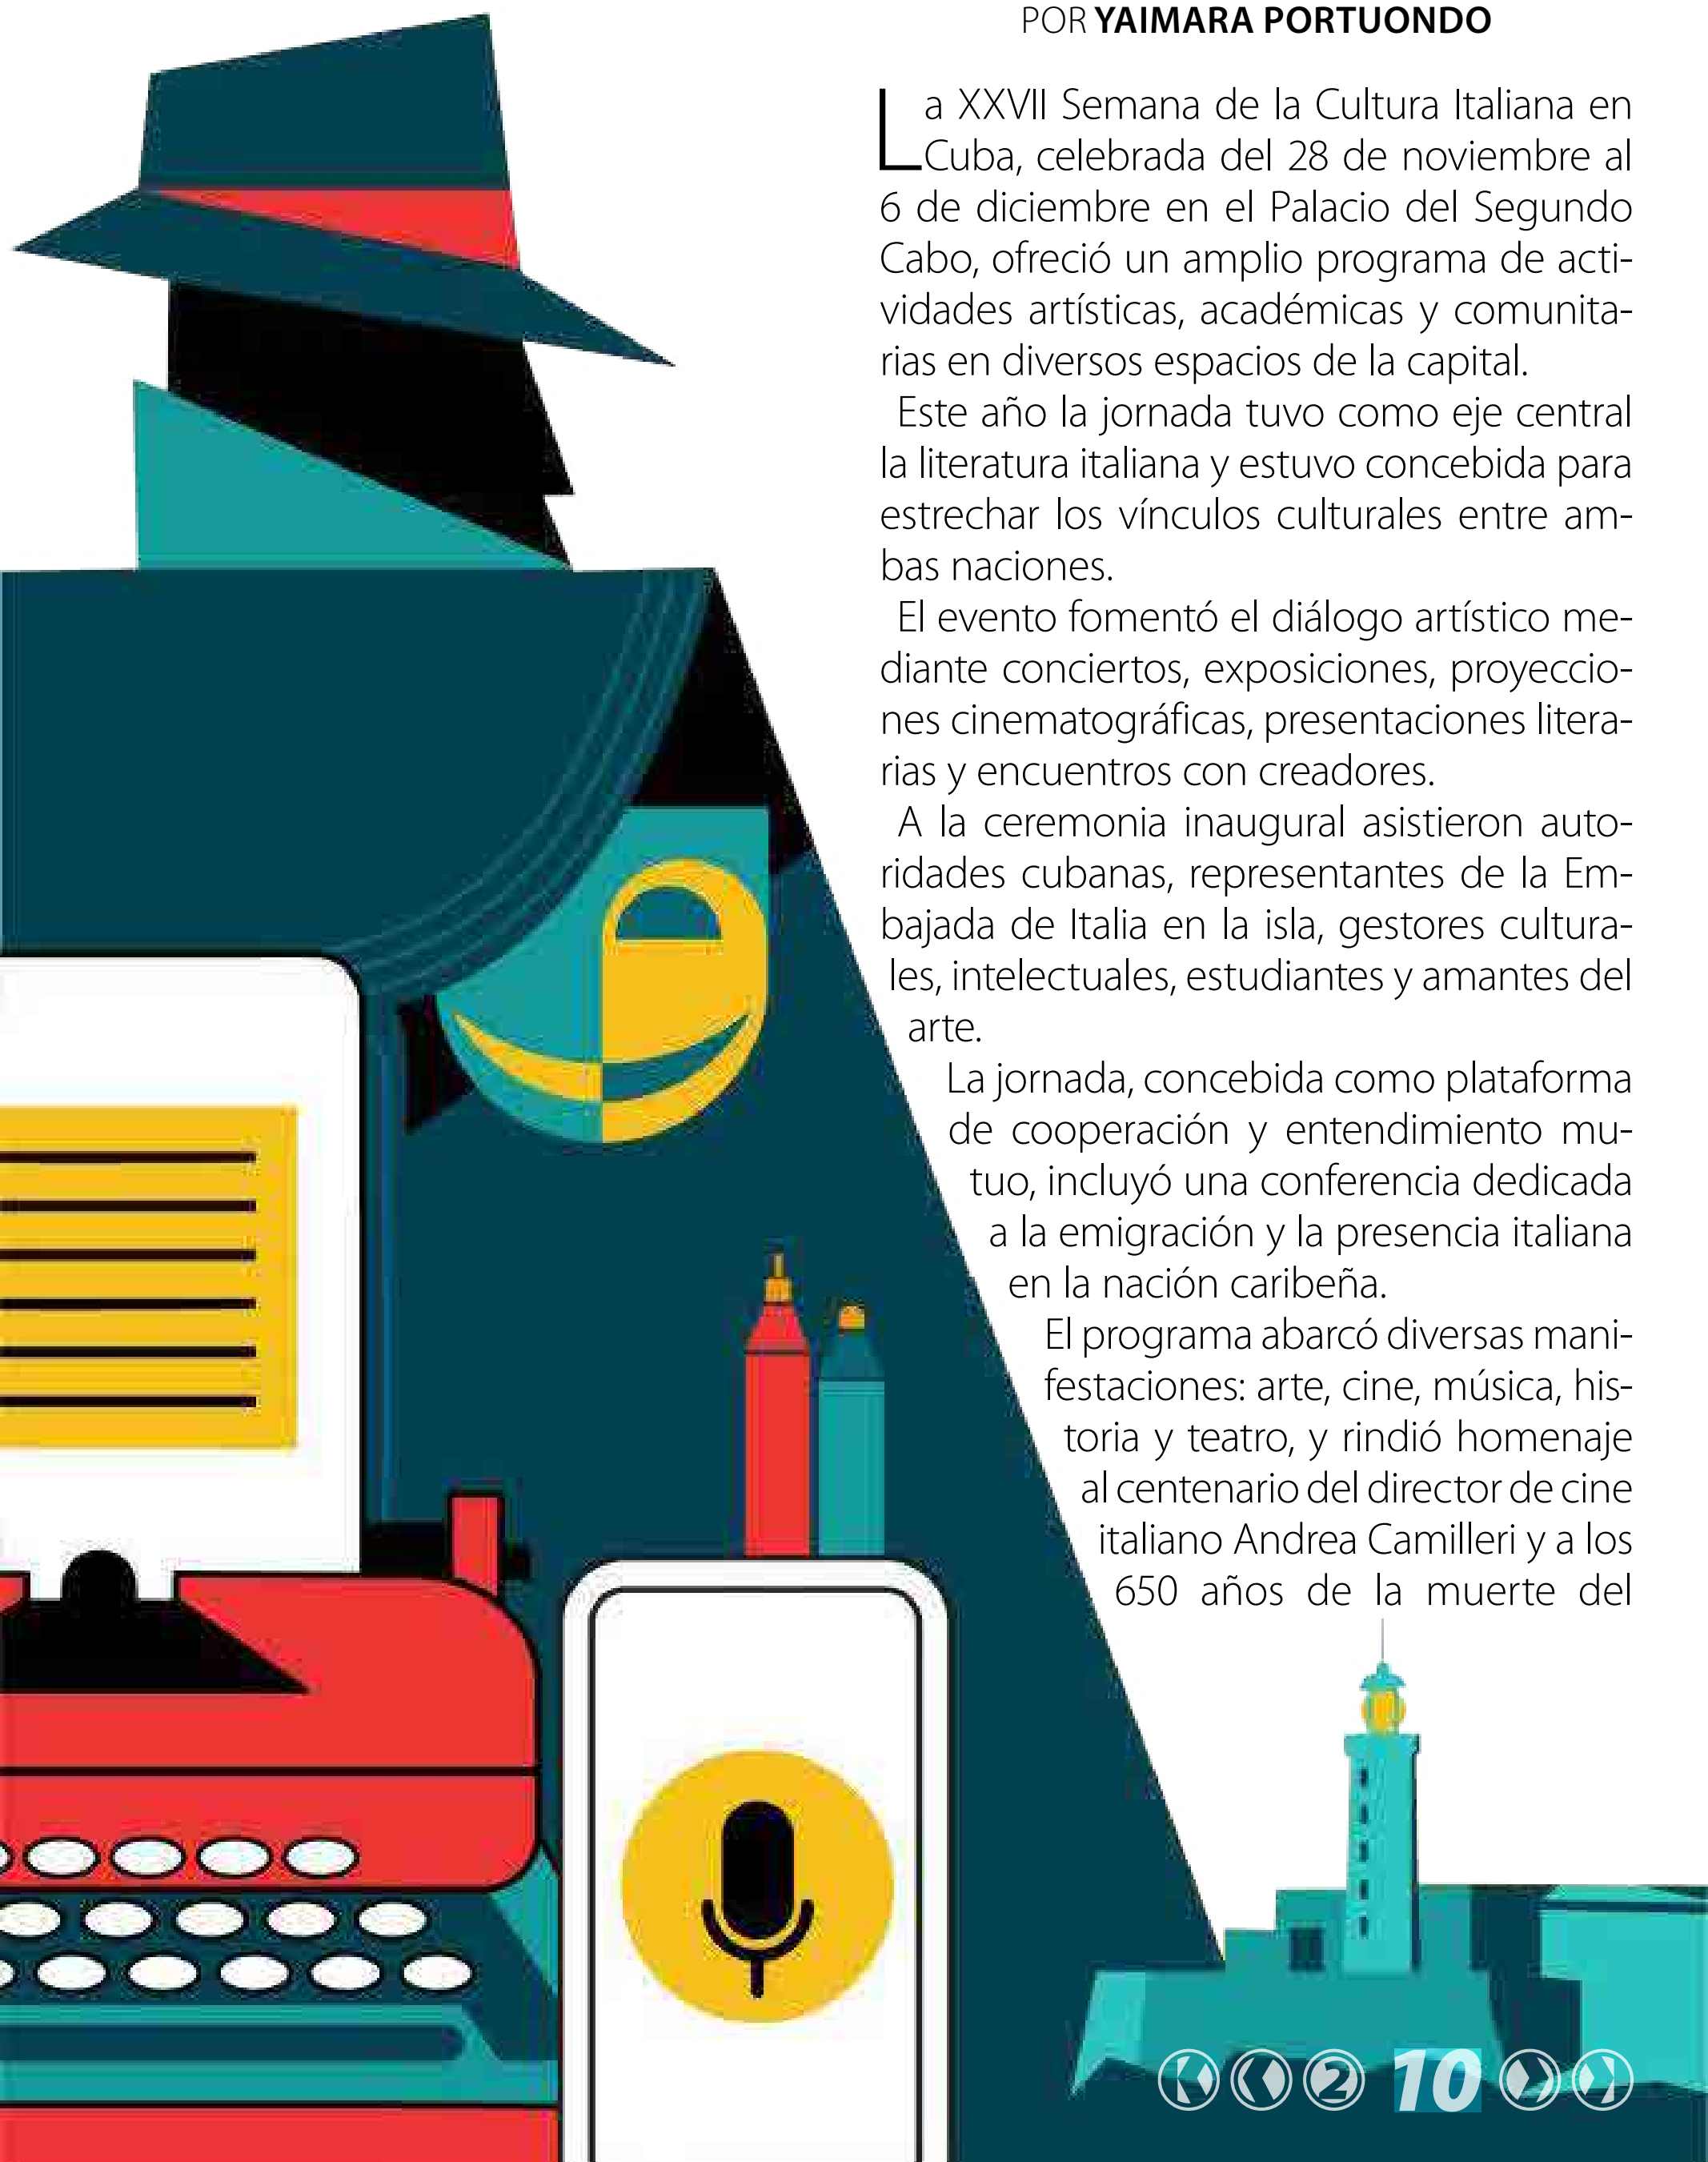 POR YAIMARA PORTUONDO
La XXVII Semana de la Cultura Italiana en
Cuba, celebrada del 28 de noviembre al
6 de diciembre en el Palacio del Segundo
Cabo, ofreció un amplio programa de acti-
vidades artísticas, académicas y comunita-
rias en diversos espacios de la capital.
Este año la jornada tuvo como eje central
la literatura italiana y estuvo concebida para
estrechar los vínculos culturales entre am-
bas naciones.
El evento fomentó el diálogo artístico me-
diante conciertos, exposiciones, proyeccio-
nes cinematográficas, presentaciones litera-
rias y encuentros con creadores.
A la ceremonia inaugural asistieron auto-
ridades cubanas, representantes de la Em-
bajada de Italia en la isla, gestores cultura-
les, intelectuales, estudiantes y amantes del
arte.
La jornada, concebida como plataforma
de cooperación y entendimiento mu-
tuo, incluyó una conferencia dedicada
a la emigración y la presencia italiana
en la nación caribeña.
El programa abarcó diversas mani-
festaciones: arte, cine, música, his-
toria y teatro, y rindió homenaje
al centenario del director de cine
italiano Andrea Camilleri y a los
650 años de la muerte del
2 10